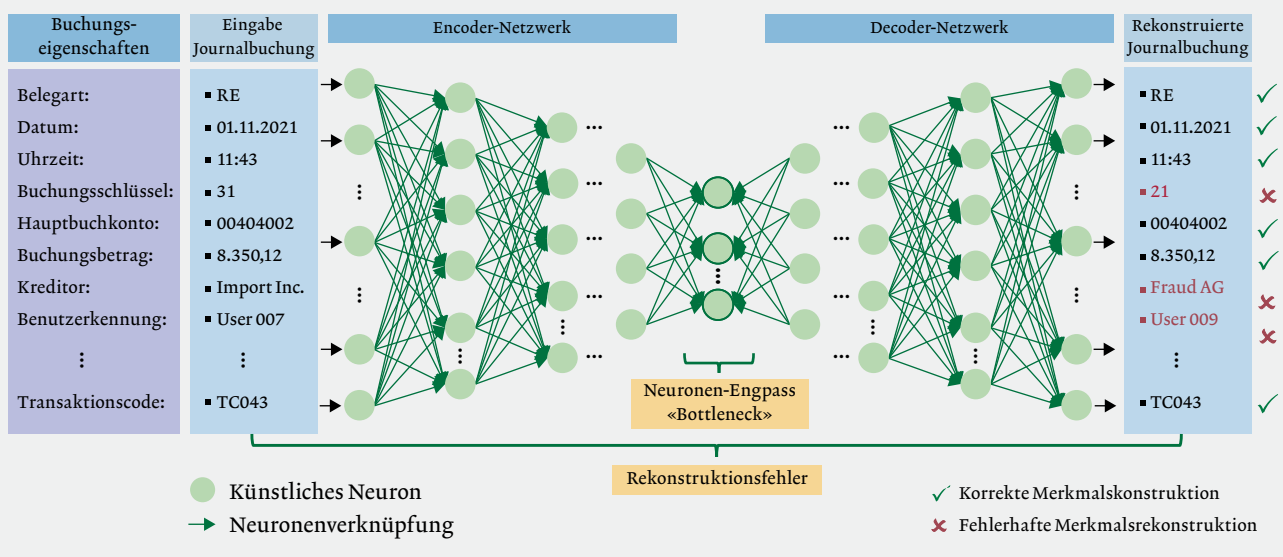 Buchungs-
eigenschaften
Eingabe
Journalbuchung
Encoder-Netzwerk
Decoder-Netzwerk
Rekonstruierte
Journalbuchung
Belegart:
Datum:
Uhrzeit:
Buchungsschlüssel:
Hauptbuchkonto:
Buchungsbetrag:
Kreditor:
Benutzerkennung:
⋮
Transaktionscode:
▪ RE
▪ 01.11.2021
▪ 11:43
▪ 31
▪ 00404002
▪ 8.350,12
▪ Import Inc.
▪ User 007
⋮
▪ TC043
▪ RE
▪ 01.11.2021
▪ 11:43
▪ 21
▪ 00404002
▪ 8.350,12
▪ Fraud AG
▪ User 009
⋮
▪ TC043
Neuronen-Engpass
«Bottleneck»
Rekonstruktionsfehler
Künstliches Neuron
Neuronenverknüpfung
✓ Korrekte Merkmalskonstruktion
✗ Fehlerhafte Merkmalsrekonstruktion